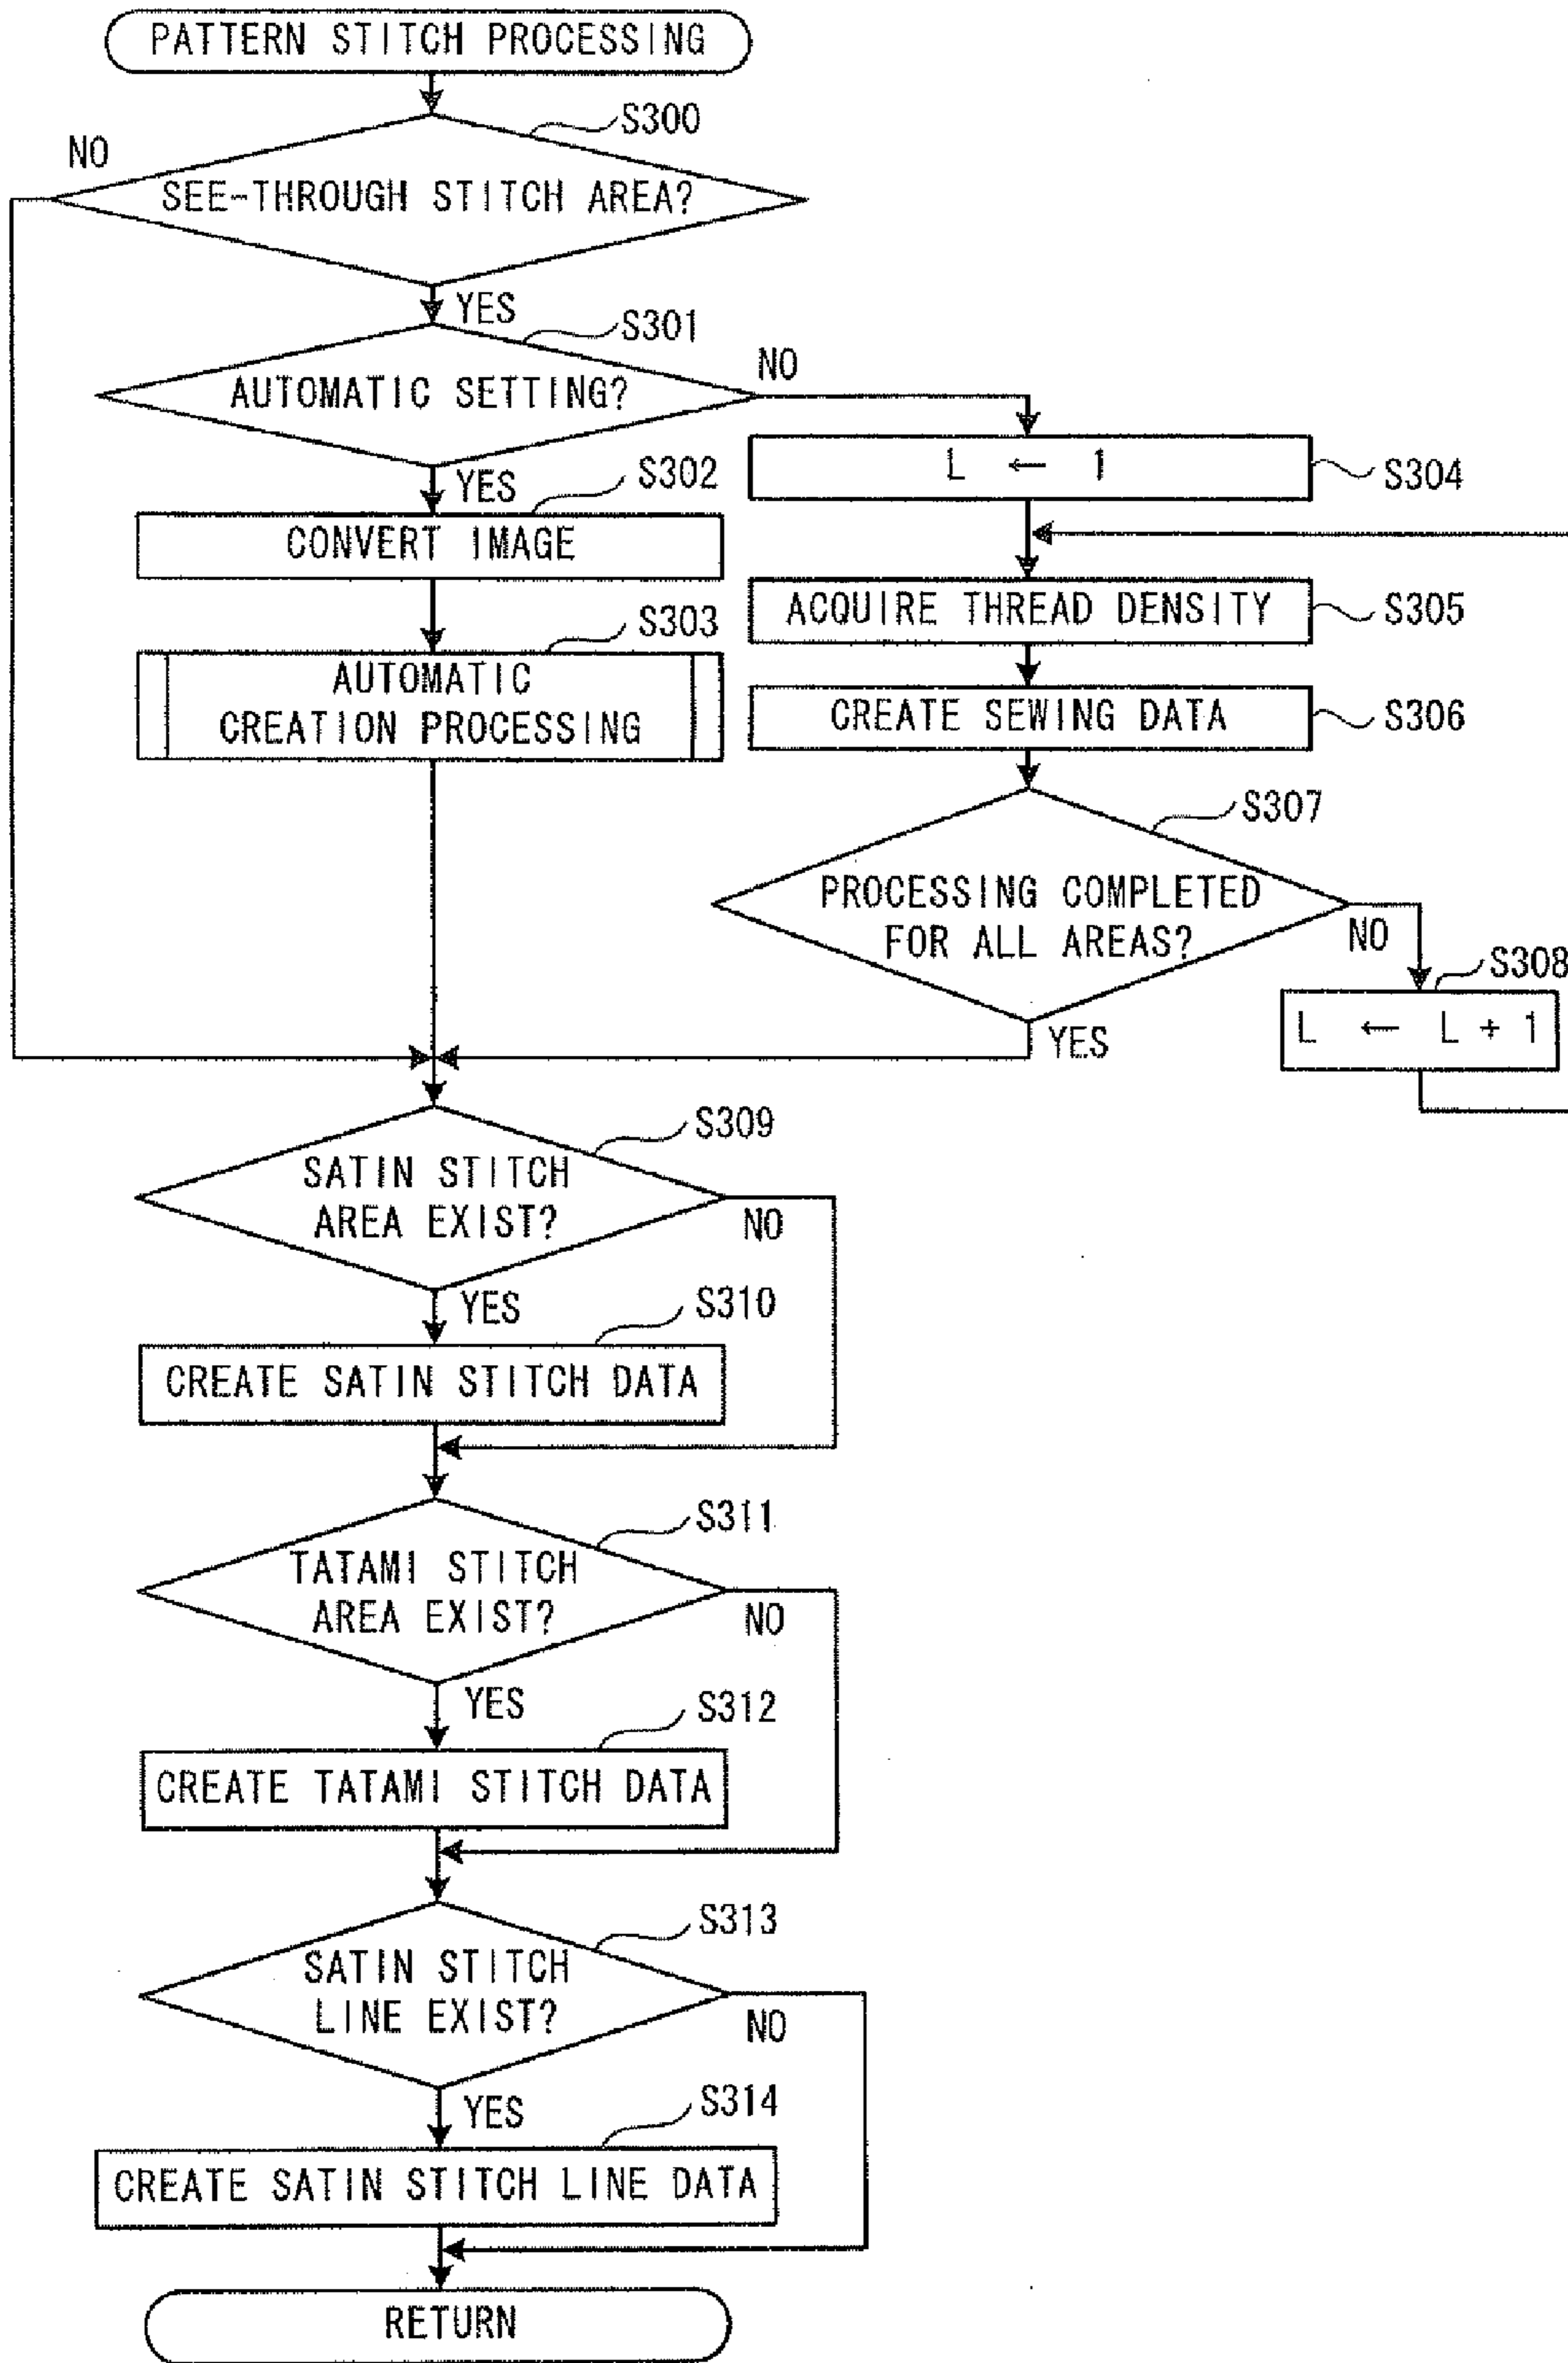 PATTERN STITCH PROCESSING
S300
NO
SEE-THROUGH STITCH AREA?
YES
S301
NO
AUTOMATIC SETTING?
YES
S302
CONVERT IMAGE
S303
AUTOMATIC
CREATION PROCESSING
L ← 1
S304
ACQUIRE THREAD DENSITY
S305
CREATE SEWING DATA
S306
S307
PROCESSING COMPLETED
FOR ALL AREAS?
NO
YES
S308
L ← L + 1
S309
SATIN STITCH
AREA EXIST?
NO
YES
S310
CREATE SATIN STITCH DATA
S311
TATAMI STITCH
AREA EXIST?
NO
YES
S312
CREATE TATAMI STITCH DATA
S313
SATIN STITCH
LINE EXIST?
NO
YES
S314
CREATE SATIN STITCH LINE DATA
RETURN